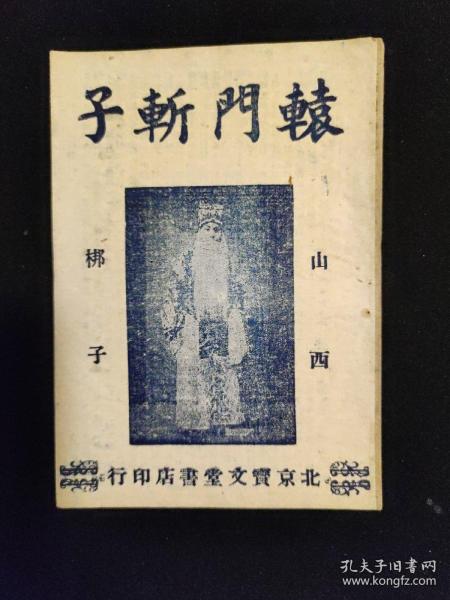 轅門斬子
山西
梆子
北京寳文堂書店印行
孔夫子旧书网
www.kongfz.com